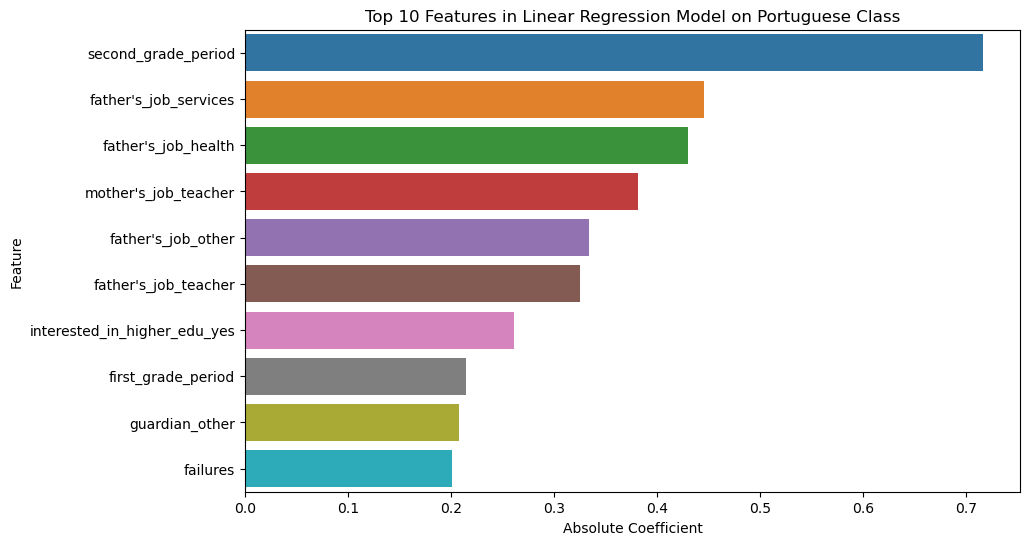 Top 10 Features in Linear Regression Model on Portuguese Class
second_grade_period
father's_job_services
father's_job_health
mother's_job_teacher
father's_job_other
father's_job_teacher
interested_in_higher_edu_yes
first_grade_period
guardian_other
failures
Feature
0.0 0.1 0.2 0.3 0.4 0.5 0.6 0.7
Absolute Coefficient